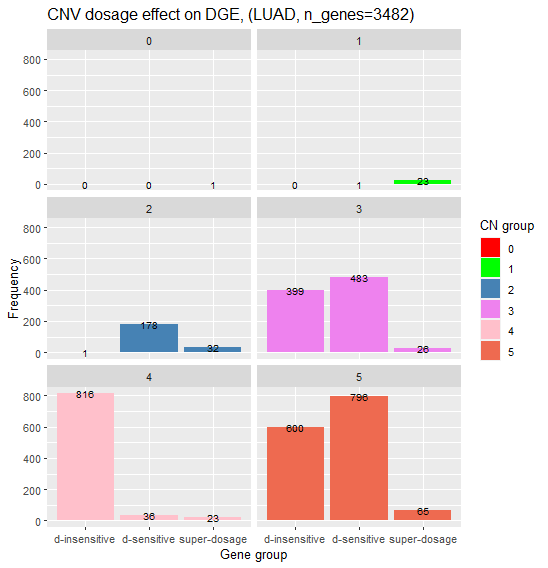 CNV dosage effect on DGE, (LUAD, n_genes=3482)
0 1
800
600
400
200
0
0 0 1
0 1 23
2 3
800
600
400
200
0
1 178 32
399 483 26
4 5
800
600
400
200
0
816 36 23
600 796 65
d-insensitive d-sensitive super-dosage
d-insensitive d-sensitive super-dosage
Gene group
Frequency
CN group
0
1
2
3
4
5